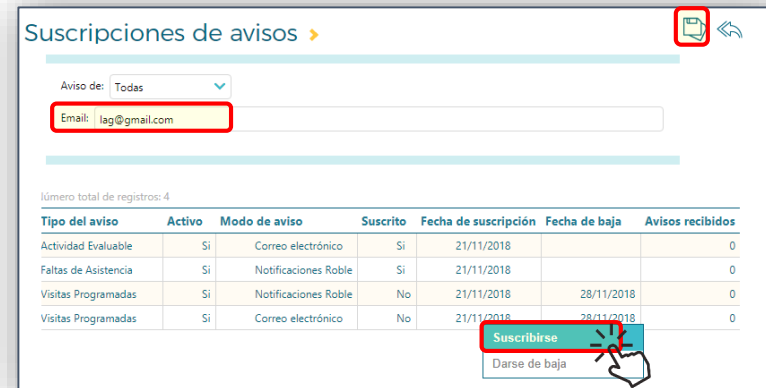 Suscripciones de avisos
Aviso de: Todas
Email: lag@gmail.com
úmero total de registros: 4
Tipo del aviso Activo Modo de aviso Suscrito Fecha de suscripción Fecha de baja Avisos recibidos
Actividad Evaluable Si Correo electrónico Si 21/11/2018 0
Faltas de Asistencia Si Notificaciones Roble Si 21/11/2018 0
Visitas Programadas Si Notificaciones Roble No 21/11/2018 28/11/2018 0
Visitas Programadas Si Correo electrónico No 21/11/2018 28/11/2018 0
Suscribirse
Darse de baja